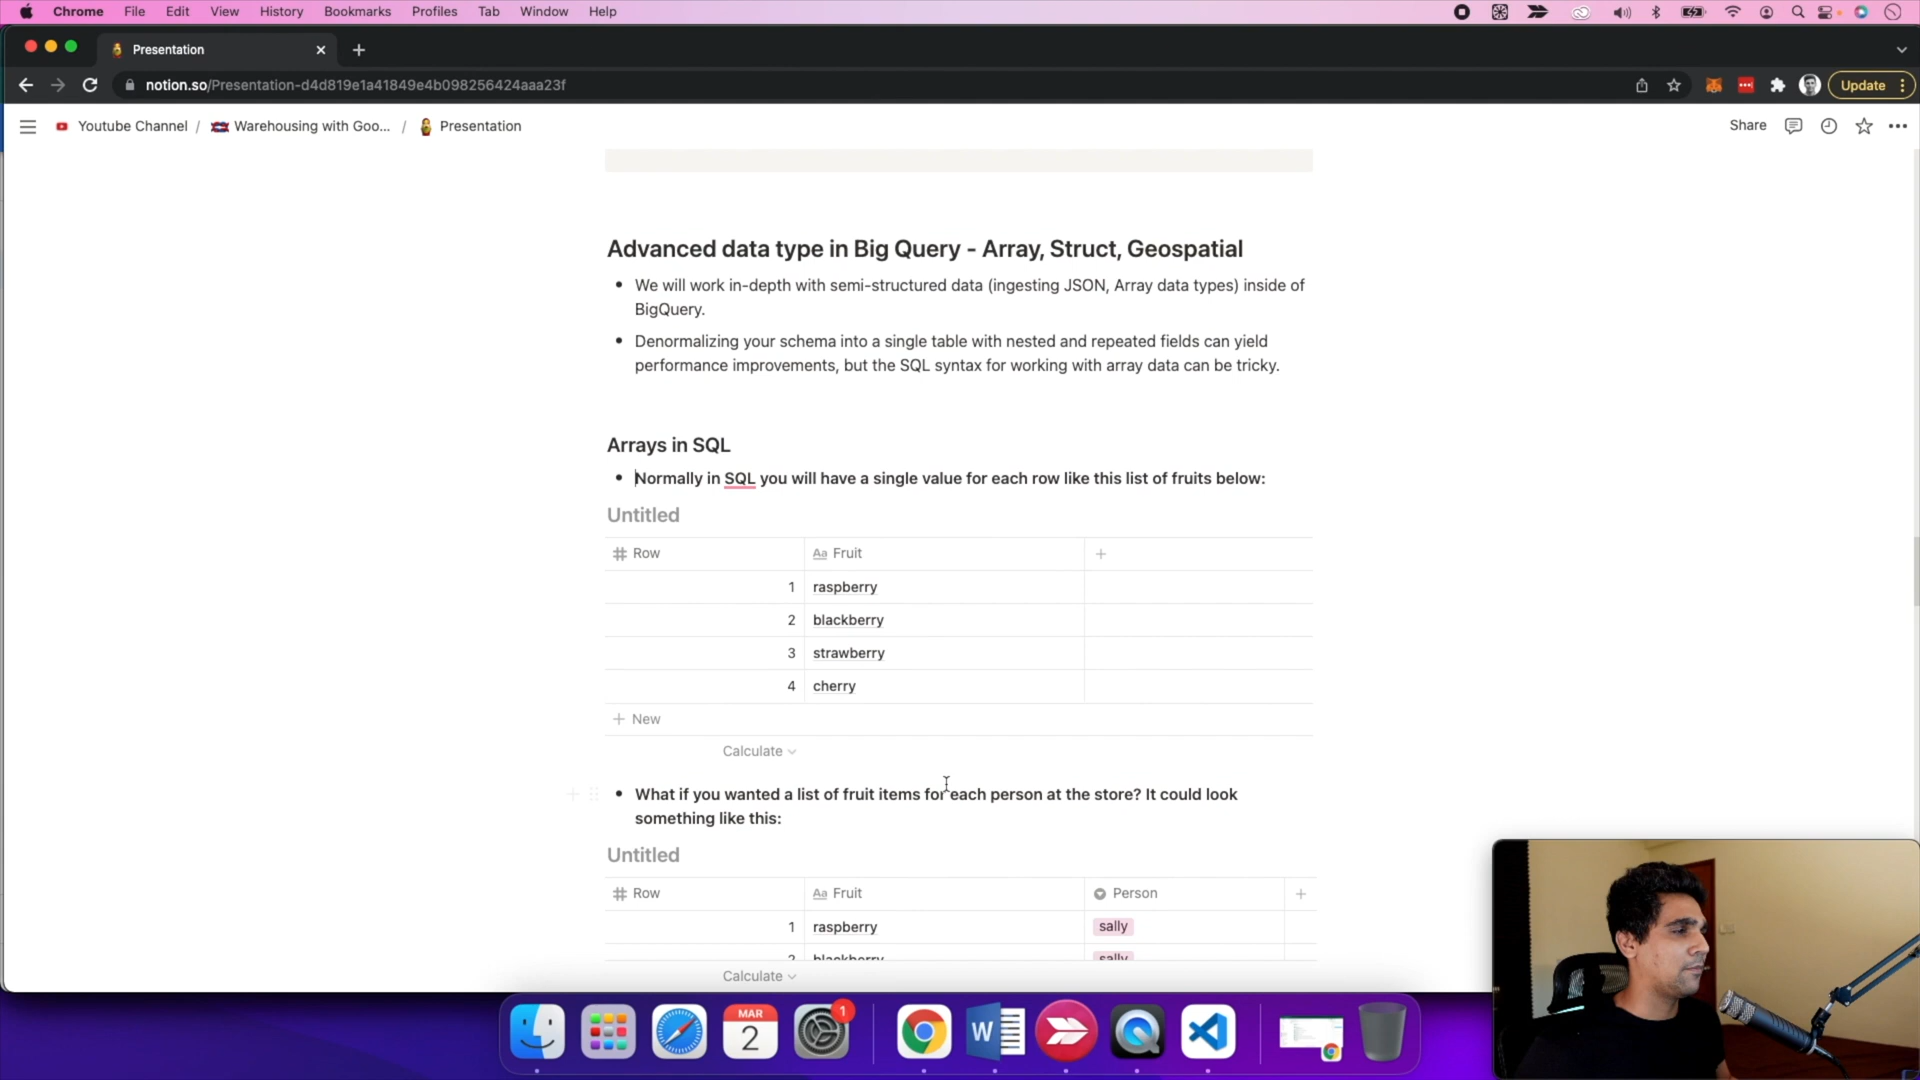 Chrome File Edit View History Bookmarks Profiles Tab Window Help
Presentation
notion.so/Presentation-d4d819e1a41849e4b098256424aaa23f
Update
Youtube Channel / Warehousing with Goo... / Presentation
Share
Advanced data type in Big Query - Array, Struct, Geospatial
We will work in-depth with semi-structured data (ingesting JSON, Array data types) inside of
BigQuery.
Denormalizing your schema into a single table with nested and repeated fields can yield
performance improvements, but the SQL syntax for working with array data can be tricky.
Arrays in SQL
Normally in SQL you will have a single value for each row like this list of fruits below:
Untitled
Row Aa Fruit
1 raspberry
2 blackberry
3 strawberry
4 cherry
New
Calculate
What if you wanted a list of fruit items for each person at the store? It could look
something like this:
Untitled
Row Aa Fruit Person
1 raspberry sally
2 blackberry sally
Calculate
MAR
2
1
W